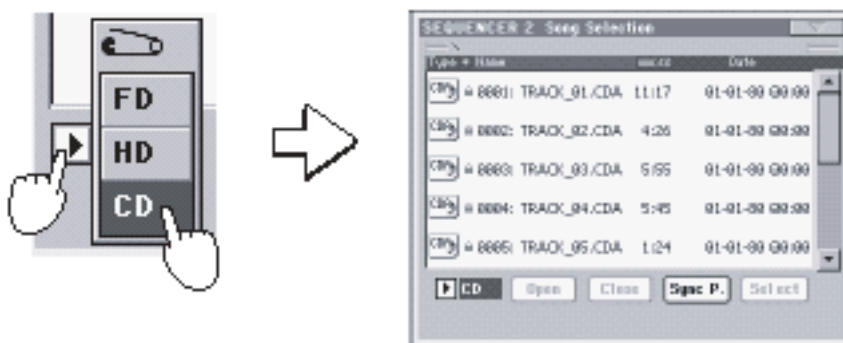 FD
HD
CD
SEQUENCER 2 Song Selection
Type # Name mm:ss Date
CDA 0001: TRACK_01.CDA 11:17 01-01-80 00:00
CDA 0002: TRACK_02.CDA 4:26 01-01-80 00:00
CDA 0003: TRACK_03.CDA 5:55 01-01-80 00:00
CDA 0004: TRACK_04.CDA 5:45 01-01-80 00:00
CDA 0005: TRACK_05.CDA 1:24 01-01-80 00:00
CD Open Close Sync P. Select